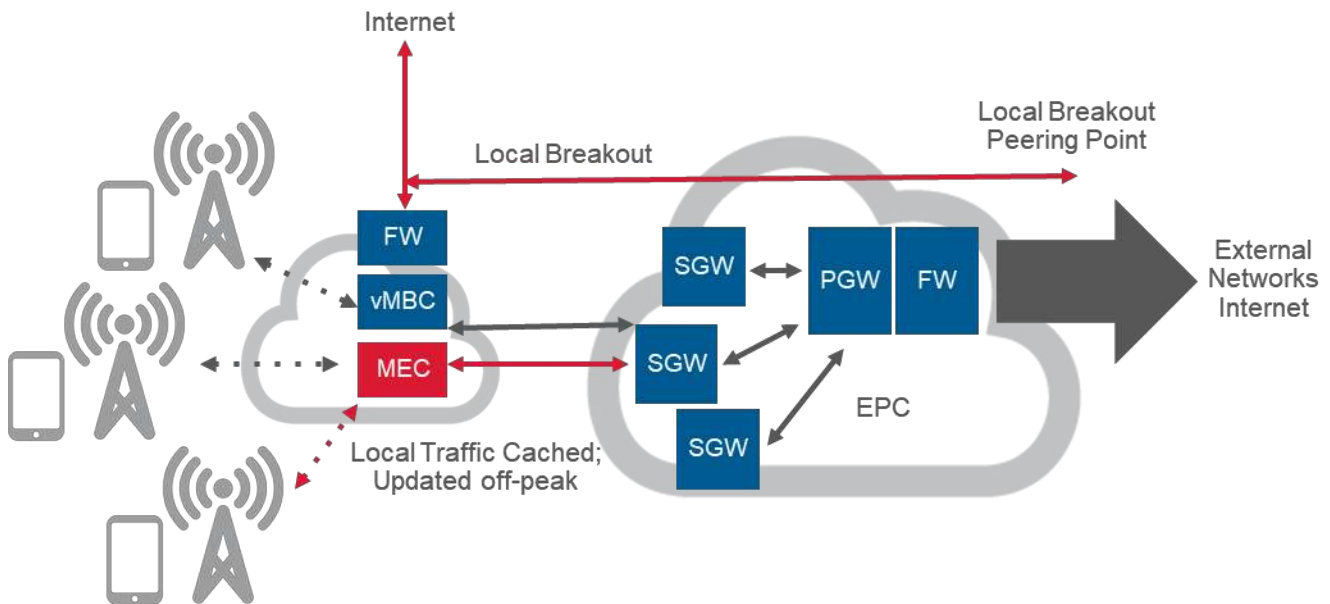 Internet
Local Breakout
Peering Point
Local Breakout
FW
vMBC
MEC
SGW
SGW
SGW
PGW
FW
EPC
External
Networks
Internet
Local Traffic Cached;
Updated off-peak